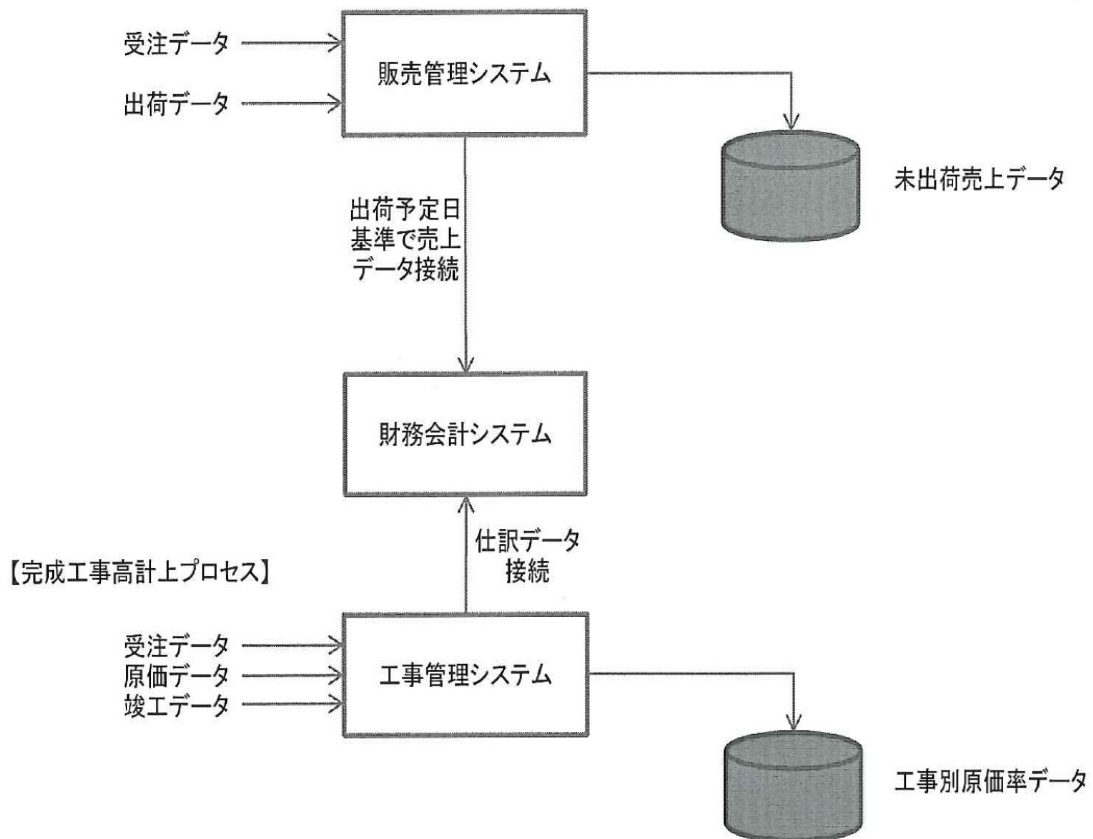 受注データ
出荷データ
販売管理システム
未出荷売上データ
出荷予定日
基準で売上
データ接続
財務会計システム
仕訳データ
接続
【完成工事高計上プロセス】
受注データ
原価データ
竣工データ
工事管理システム
工事別原価率データ